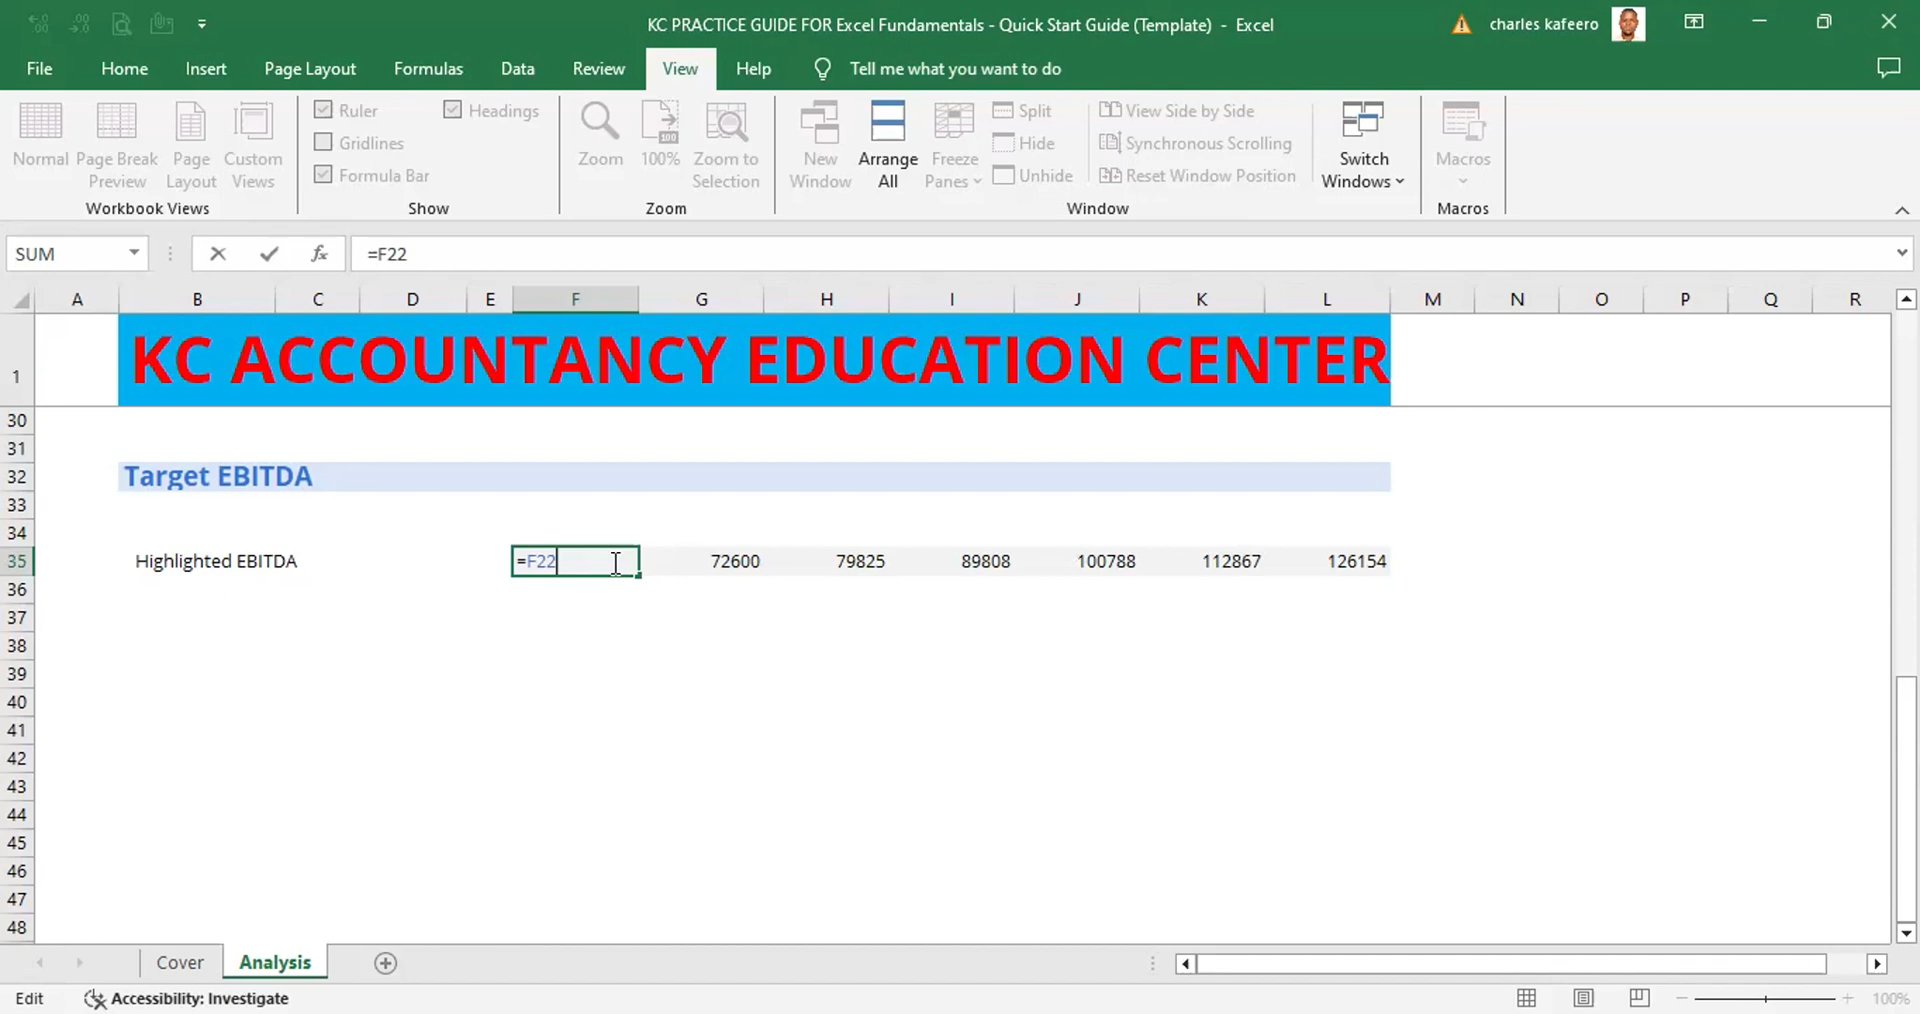 KC PRACTICE GUIDE FOR Excel Fundamentals - Quick Start Guide (Template) - Excel
charles kafeero
File Home Insert Page Layout Formulas Data Review View Help Tell me what you want to do
Ruler Headings Split View Side by Side
Gridlines Hide Synchronous Scrolling
Formula Bar Unhide Reset Window Position
Normal Page Break Preview Page Layout Custom Views Zoom 100% Zoom to Selection New Window Arrange All Freeze Panes Switch Windows Macros
100
Workbook Views Show Zoom Window Macros
SUM fx =F22
A B C D E F G H I J K L M N O P Q R
1 KC ACCOUNTANCY EDUCATION CENTER
30
31
32 Target EBITDA
33
34
35 Highlighted EBITDA =F22 72600 79825 89808 100788 112867 126154
36
37
38
39
40
41
42
43
44
45
46
47
48
Cover Analysis
Edit Accessibility: Investigate 100%